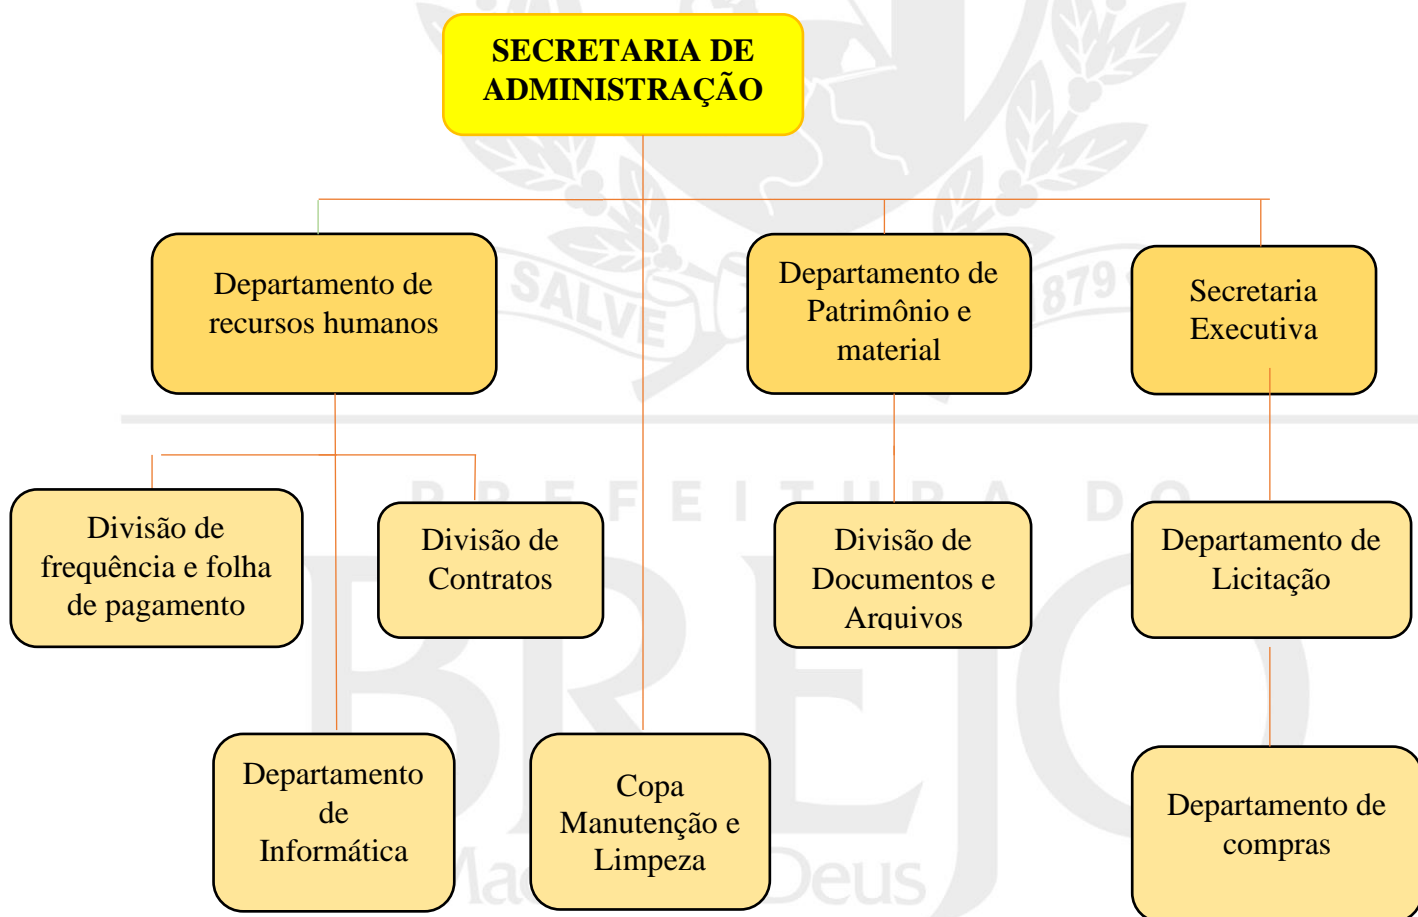 SECRETARIA DE
ADMINISTRAÇÃO
Departamento de
recursos humanos
Departamento de
Patrimônio e
material
Secretaria
Executiva
SALVE
879
PREFEITURA DO
Divisão de
frequência e folha
de pagamento
Divisão de
Contratos
Divisão de
Documentos e
Arquivos
Departamento de
Licitação
BREJO
Departamento
de
Informática
Copa
Manutenção e
Limpeza
Departamento de
compras
Deus